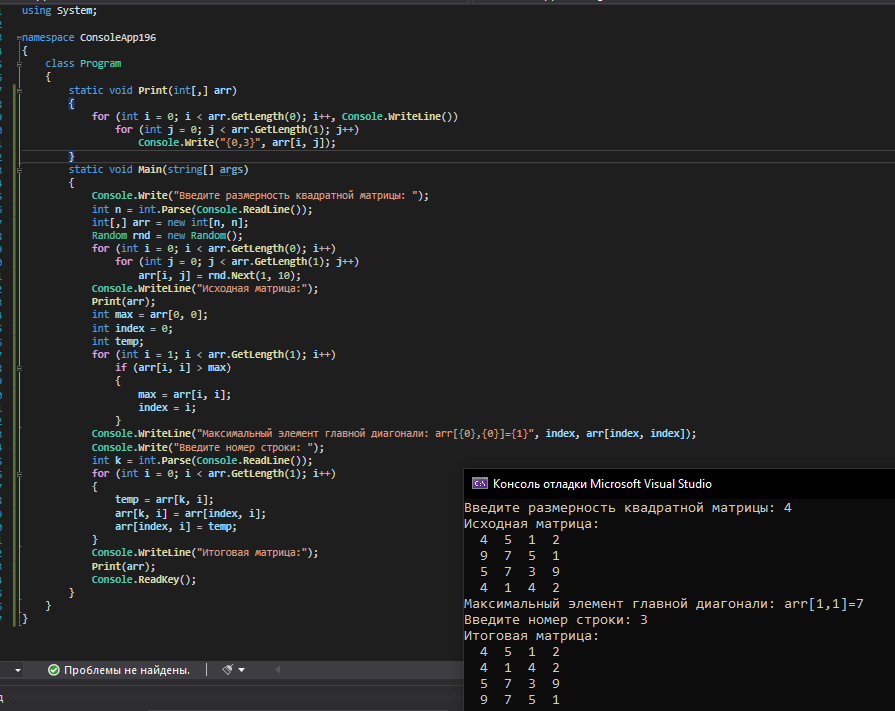 using System;
namespace ConsoleApp196
{
class Program
{
static void Print(int[,] arr)
{
for (int i = 0; i < arr.GetLength(0); i++, Console.WriteLine())
for (int j = 0; j < arr.GetLength(1); j++)
Console.Write("{0,3}", arr[i, j]);
}
static void Main(string[] args)
{
Console.Write("Введите размерность квадратной матрицы: ");
int n = int.Parse(Console.ReadLine());
int[,] arr = new int[n, n];
Random rnd = new Random();
for (int i = 0; i < arr.GetLength(0); i++)
for (int j = 0; j < arr.GetLength(1); j++)
arr[i, j] = rnd.Next(1, 10);
Console.WriteLine("Исходная матрица:");
Print(arr);
int max = arr[0, 0];
int index = 0;
int temp;
for (int i = 1; i < arr.GetLength(1); i++)
if (arr[i, i] > max)
{
max = arr[i, i];
index = i;
}
Console.WriteLine("Максимальный элемент главной диагонали: arr[{0},{0}]={1}", index, arr[index, index]);
Console.Write("Введите номер строки: ");
int k = int.Parse(Console.ReadLine());
for (int i = 0; i < arr.GetLength(1); i++)
{
temp = arr[k, i];
arr[k, i] = arr[index, i];
arr[index, i] = temp;
}
Console.WriteLine("Итоговая матрица:");
Print(arr);
Console.ReadKey();
}
}
}
Проблемы не найдены.
Консоль отладки Microsoft Visual Studio
Введите размерность квадратной матрицы: 4
Исходная матрица:
4 5 1 2
9 7 5 1
5 7 3 9
4 1 4 2
Максимальный элемент главной диагонали: arr[1,1]=7
Введите номер строки: 3
Итоговая матрица:
4 5 1 2
4 1 4 2
5 7 3 9
9 7 5 1